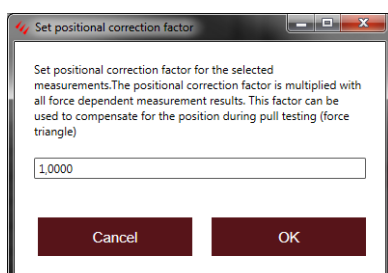 Set positional correction factor
Set positional correction factor for the selected
measurements.The positional correction factor is multiplied with
all force dependent measurement results. This factor can be
used to compensate for the position during pull testing (force
triangle)
1,0000
Cancel OK